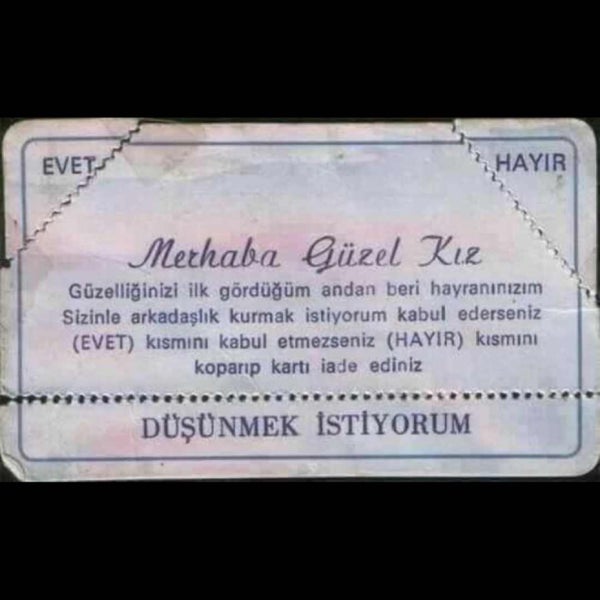 EVET
HAYIR
Merhaba Güzel Kız
Güzelliğinizi ilk gördüğüm andan beri hayranınızım
Sizinle arkadaşlık kurmak istiyorum kabul ederseniz
(EVET) kısmını kabul etmezseniz (HAYIR) kısmını
koparıp kartı iade ediniz
DÜŞÜNMEK İSTİYORUM